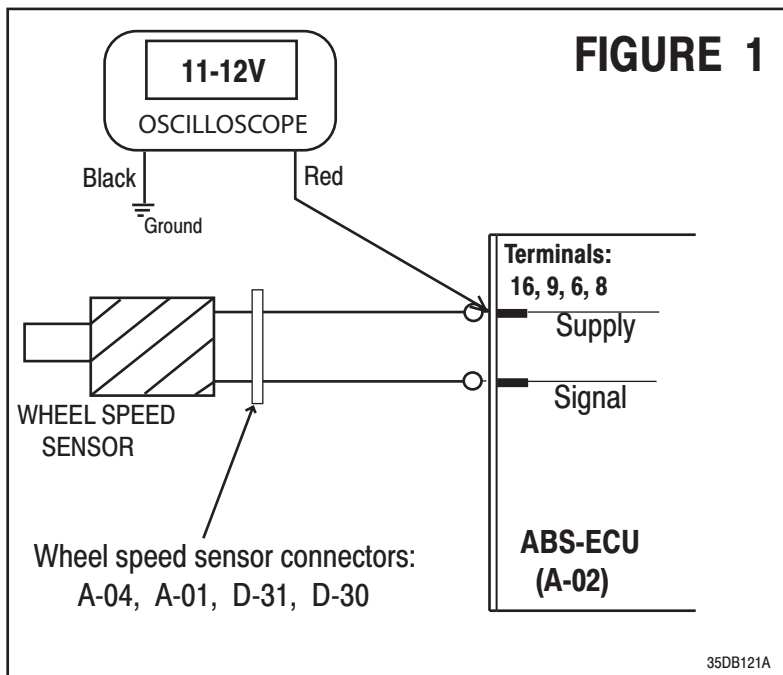 FIGURE 1
11-12V
OSCILLOSCOPE
Black
Red
Ground
Terminals:
16, 9, 6, 8
Supply
Signal
WHEEL SPEED
SENSOR
Wheel speed sensor connectors:
A-04, A-01, D-31, D-30
ABS-ECU
(A-02)
35DB121A